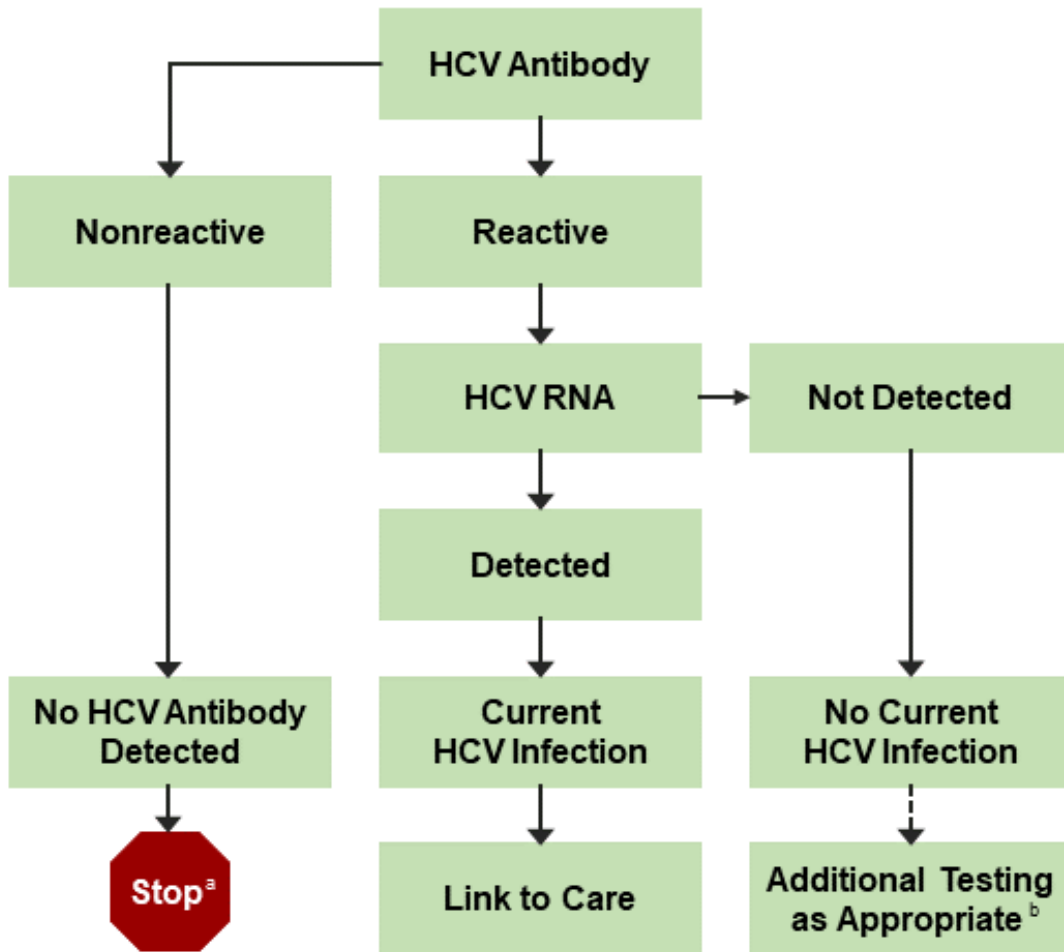 HCV Antibody
Nonreactive
Reactive
HCV RNA
Not Detected
Detected
No HCV Antibody
Detected
Current
HCV Infection
No Current
HCV Infection
Stop a
Link to Care
Additional Testing
as Appropriate b